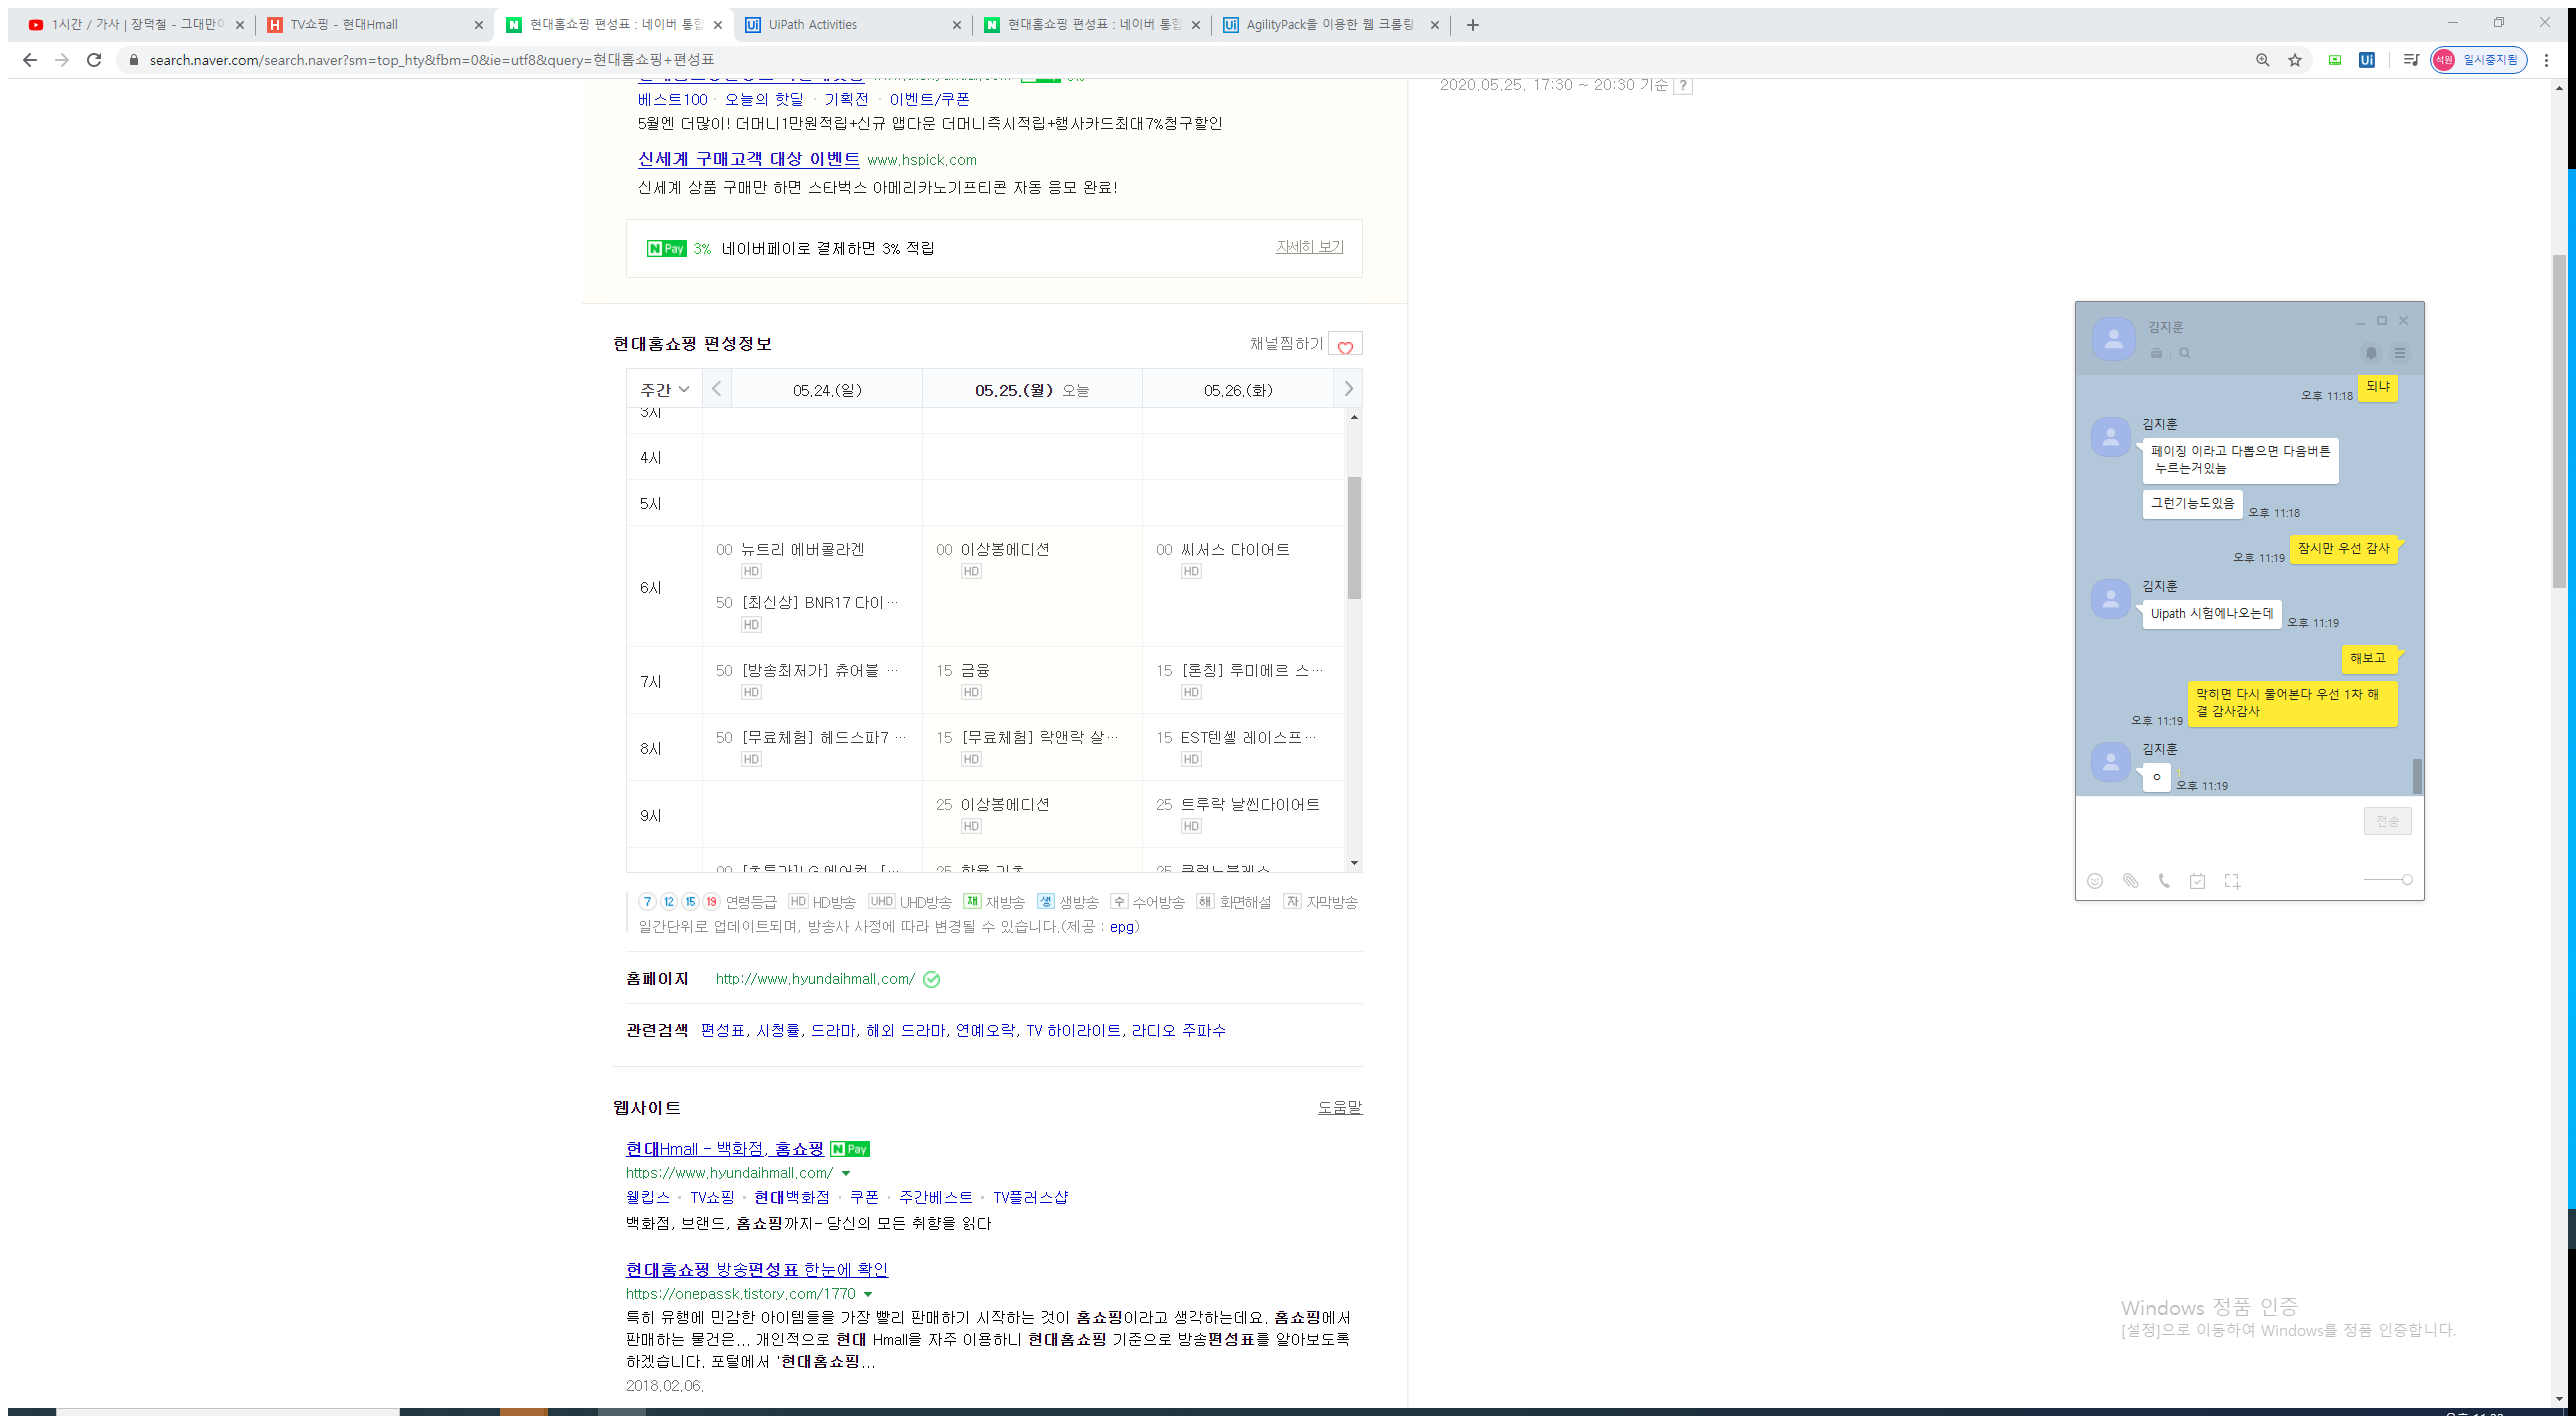 1시간 / 가사 | 장덕철 - 그대만이
TV쇼핑 - 현대Hmall
현대홈쇼핑 편성표 : 네이버 통합
UiPath Activities
현대홈쇼핑 편성표 : 네이버 통합
AgilityPack을 이용한 웹 크롤링
search.naver.com/search.naver?sm=top_hty&fbm=0&ie=utf8&query=현대홈쇼핑+편성표
석원 일시중지됨
베스트100 · 오늘의 핫딜 · 기획전 · 이벤트/쿠폰
5월엔 더많이! 더머니1만원적립+신규 앱다운 더머니즉시적립+행사카드최대7%청구할인
신세계 구매고객 대상 이벤트 www.hspick.com
신세계 상품 구매만 하면 스타벅스 아메리카노기프티콘 자동 응모 완료!
N Pay 3% 네이버페이로 결제하면 3% 적립
자세히 보기
2020.05.25. 17:30 ~ 20:30 기준 ?
현대홈쇼핑 편성정보
채널찜하기
주간 05.24.(일) 05.25.(월) 오늘 05.26.(화)
3시
4시
5시
6시
00 뉴트리 에버콜라겐
HD
50 [최신상] BNR17 다이…
HD
00 이상봉에디션
HD
00 씨서스 다이어트
HD
7시
50 [방송최저가] 츄어블 …
HD
15 금융
HD
15 [론칭] 루미에르 스…
HD
8시
50 [무료체험] 헤드스파7 …
HD
15 [무료체험] 락앤락 살…
HD
15 EST텐셀 레이스프…
HD
9시
25 이상봉에디션
HD
25 트루락 날씬다이어트
HD
7 12 15 19 연령등급 HD HD방송 UHD UHD방송 재 재방송 생 생방송 수 수어방송 해 화면해설 자 자막방송
일간단위로 업데이트되며, 방송사 사정에 따라 변경될 수 있습니다.(제공 : epg)
홈페이지 http://www.hyundaihmall.com/
관련검색 편성표, 시청률, 드라마, 해외 드라마, 연예오락, TV 하이라이트, 라디오 주파수
웹사이트
도움말
현대Hmall - 백화점, 홈쇼핑 N Pay
https://www.hyundaihmall.com/
웰킵스 · TV쇼핑 · 현대백화점 · 쿠폰 · 주간베스트 · TV플러스샵
백화점, 브랜드, 홈쇼핑까지- 당신의 모든 취향을 읽다
현대홈쇼핑 방송편성표 한눈에 확인
https://onepassk.tistory.com/1770
특히 유행에 민감한 아이템들을 가장 빨리 판매하기 시작하는 것이 홈쇼핑이라고 생각하는데요. 홈쇼핑에서
판매하는 물건은... 개인적으로 현대 Hmall을 자주 이용하니 현대홈쇼핑 기준으로 방송편성표를 알아보도록
하겠습니다. 포털에서 '현대홈쇼핑...
2018.02.06.
김지훈
되냐
오후 11:18
김지훈
페이징 이라고 다뽑으면 다음버튼
누르는거있늠
그런기능도있음
오후 11:18
잠시만 우선 감사
오후 11:19
김지훈
Uipath 시험에나오는데
오후 11:19
해보고
막히면 다시 물어본다 우선 1차 해
결 감사감사
오후 11:19
김지훈
ㅇ
1
오후 11:19
전송
Windows 정품 인증
[설정]으로 이동하여 Windows를 정품 인증합니다.